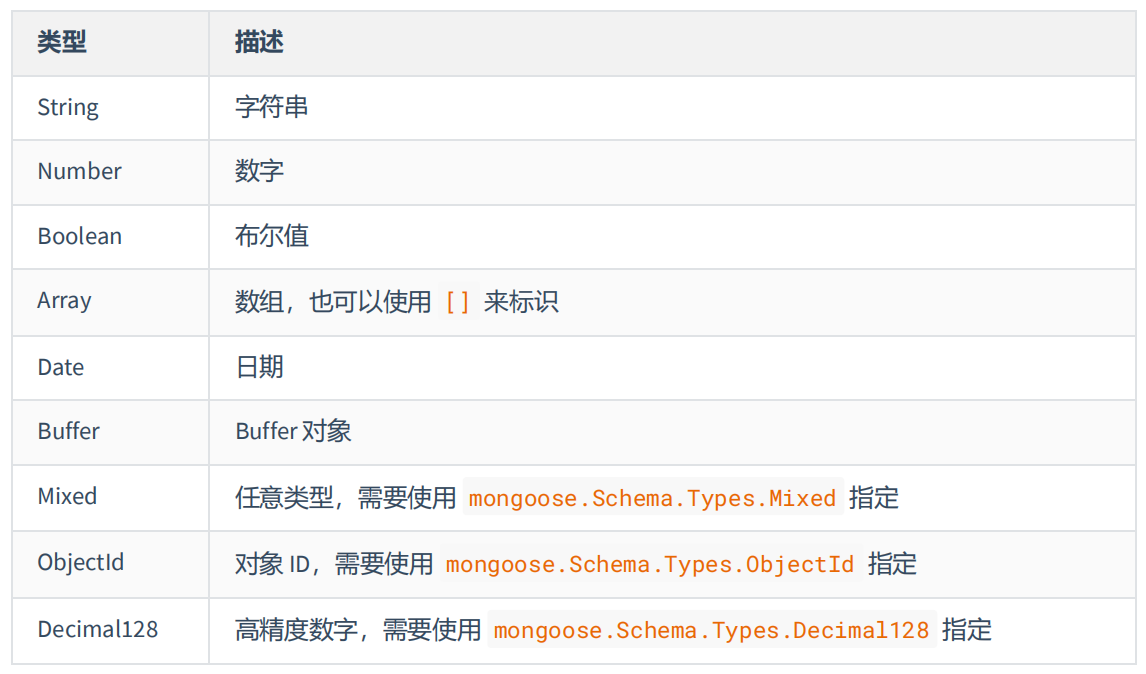 类型 描述
String 字符串
Number 数字
Boolean 布尔值
Array 数组，也可以使用 [] 来标识
Date 日期
Buffer Buffer 对象
Mixed 任意类型，需要使用 mongoose.Schema.Types.Mixed 指定
ObjectId 对象 ID，需要使用 mongoose.Schema.Types.ObjectId 指定
Decimal128 高精度数字，需要使用 mongoose.Schema.Types.Decimal128 指定